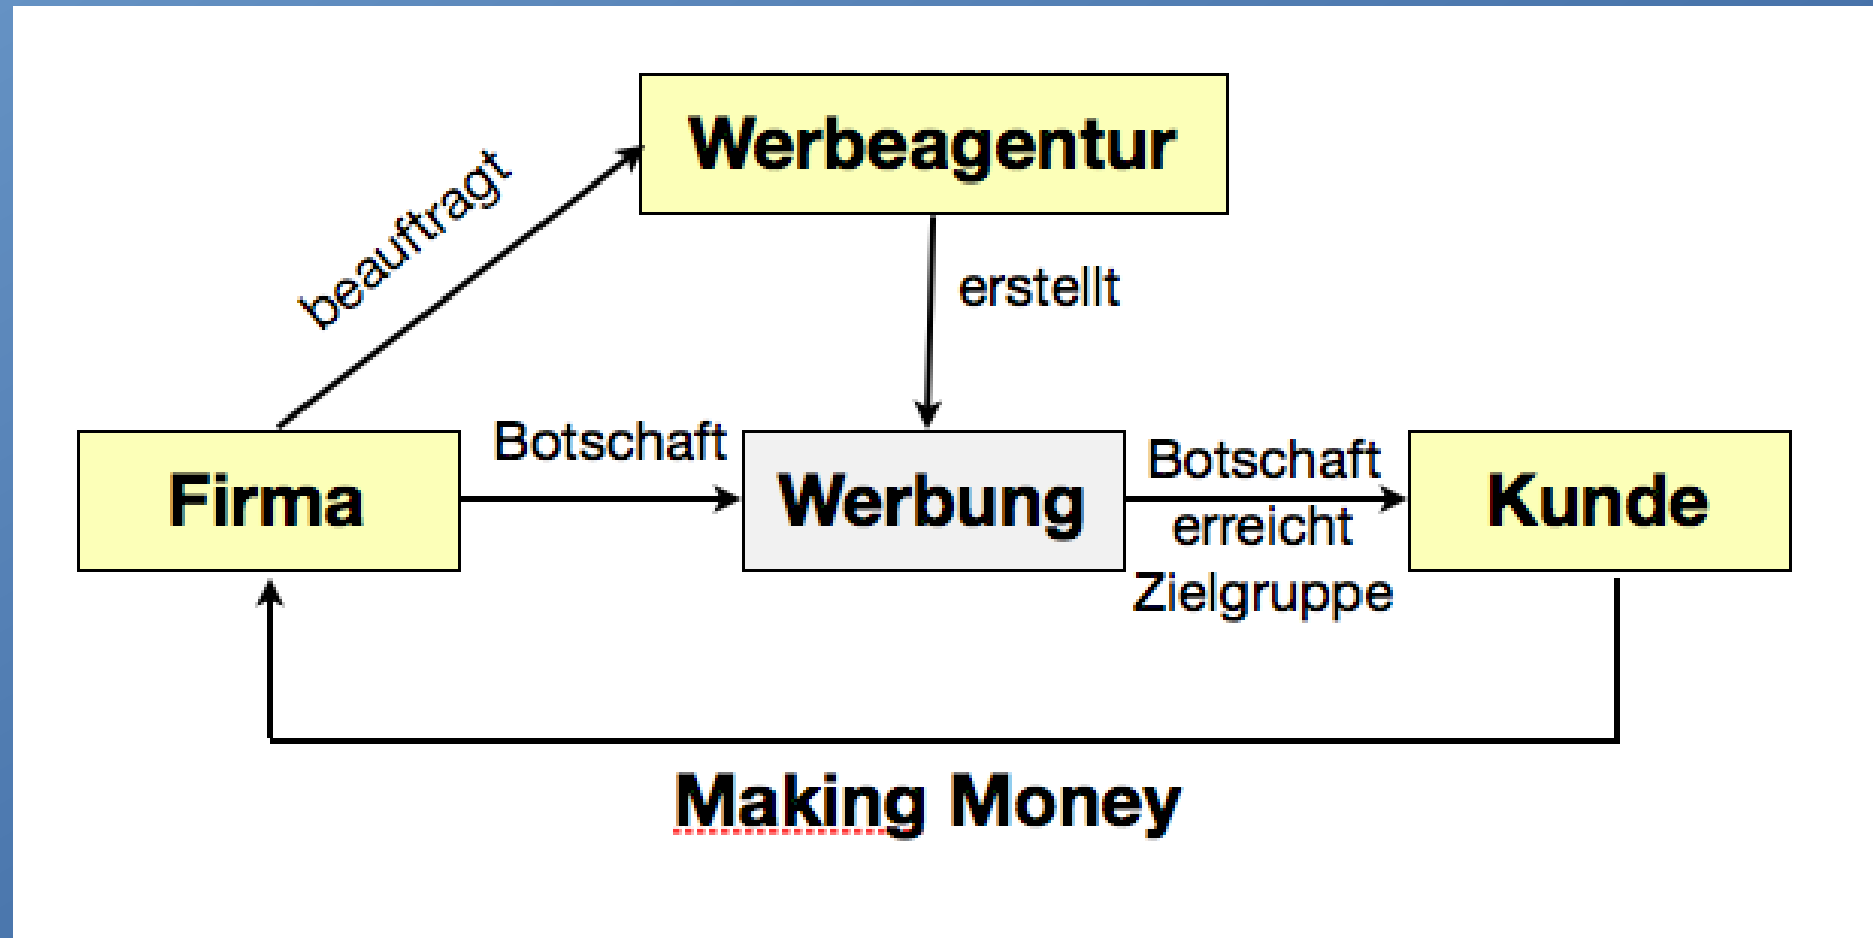 Werbeagentur
beauftragt
erstellt
Botschaft
Firma
Werbung
Botschaft
erreicht
Zielgruppe
Kunde
Making Money